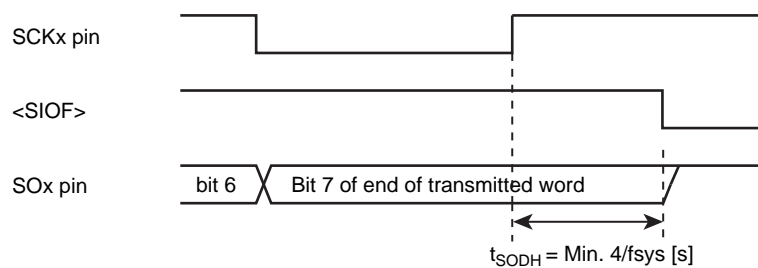 SCKx pin
<SIOF>
SOx pin
bit 6
Bit 7 of end of transmitted word
tSODH = Min. 4/fsys [s]